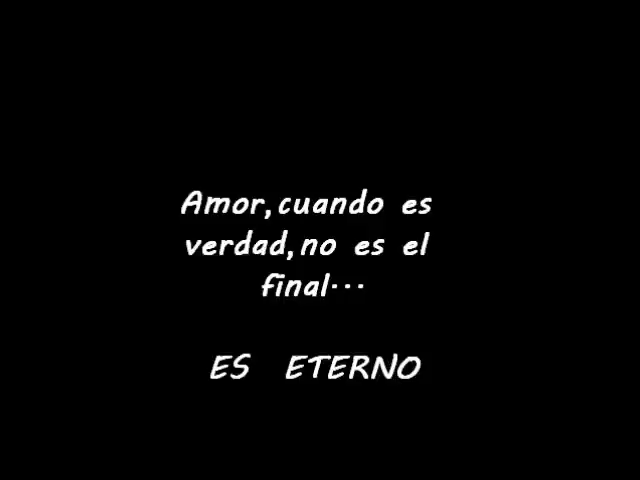 Amor,cuando es
verdad,no es el
final...
ES ETERNO